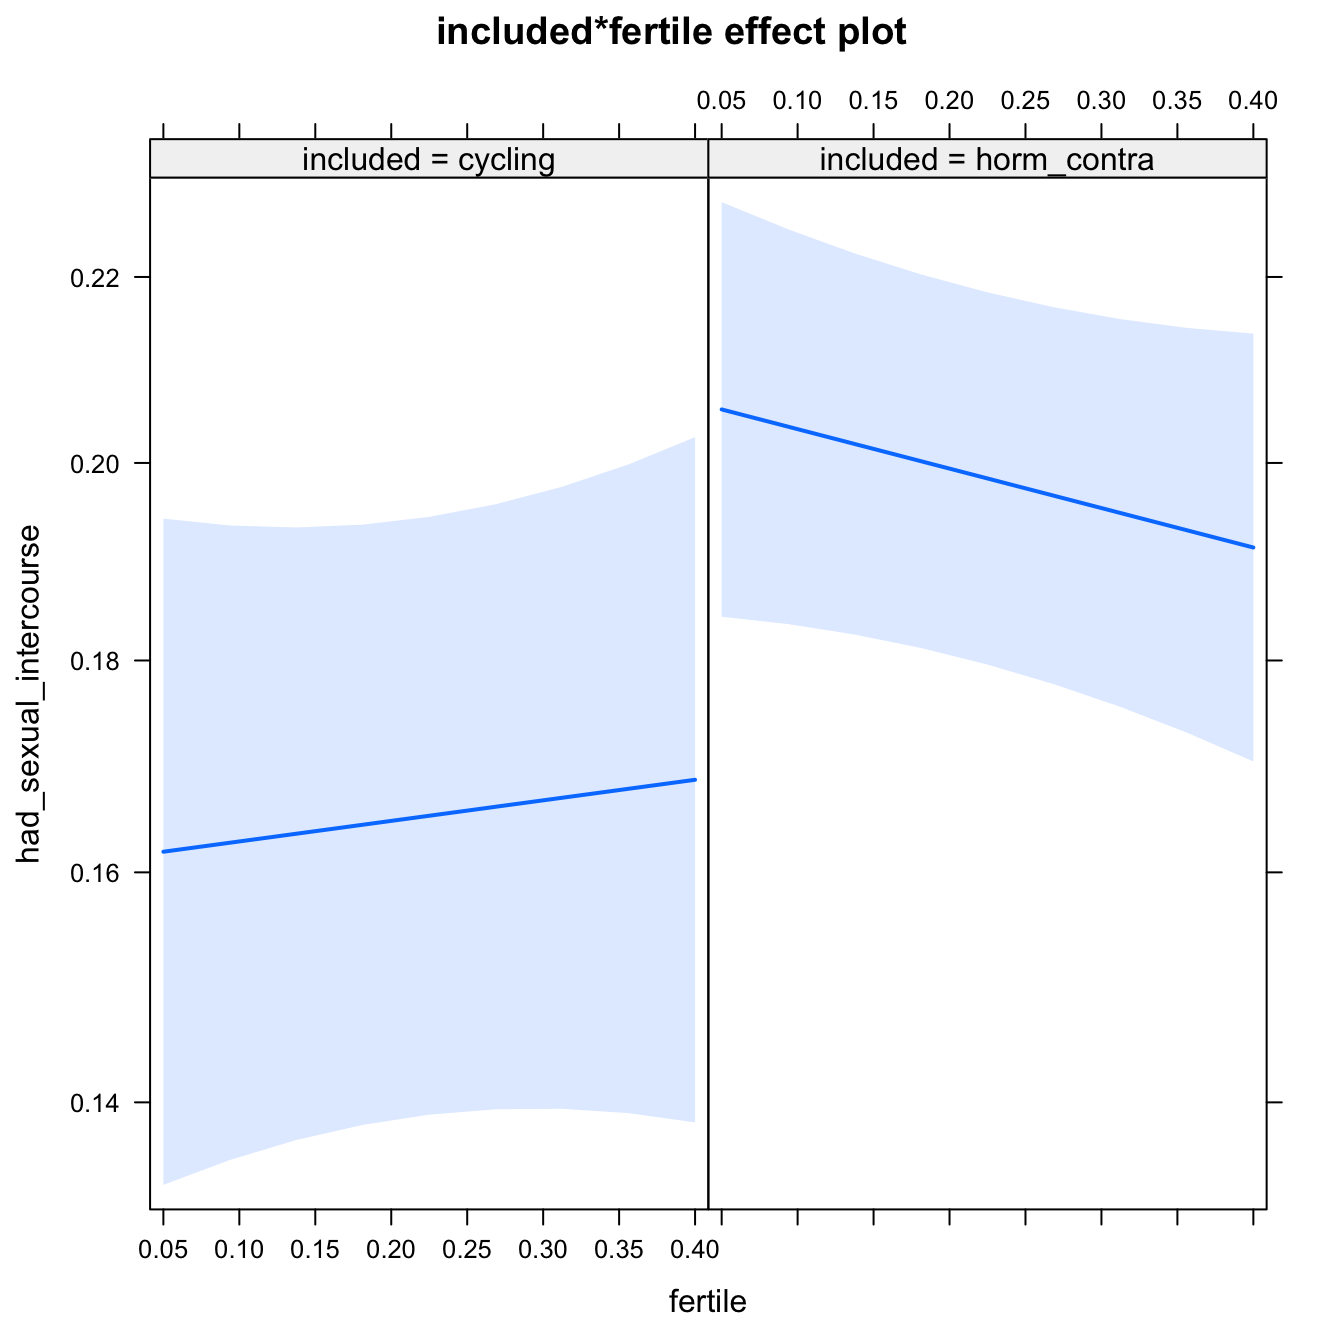 included*fertile effect plot
0.05 0.10 0.15 0.20 0.25 0.30 0.35 0.40
included = cycling
included = horm_contra
had_sexual_intercourse
0.22
0.20
0.18
0.16
0.14
0.05 0.10 0.15 0.20 0.25 0.30 0.35 0.40
fertile